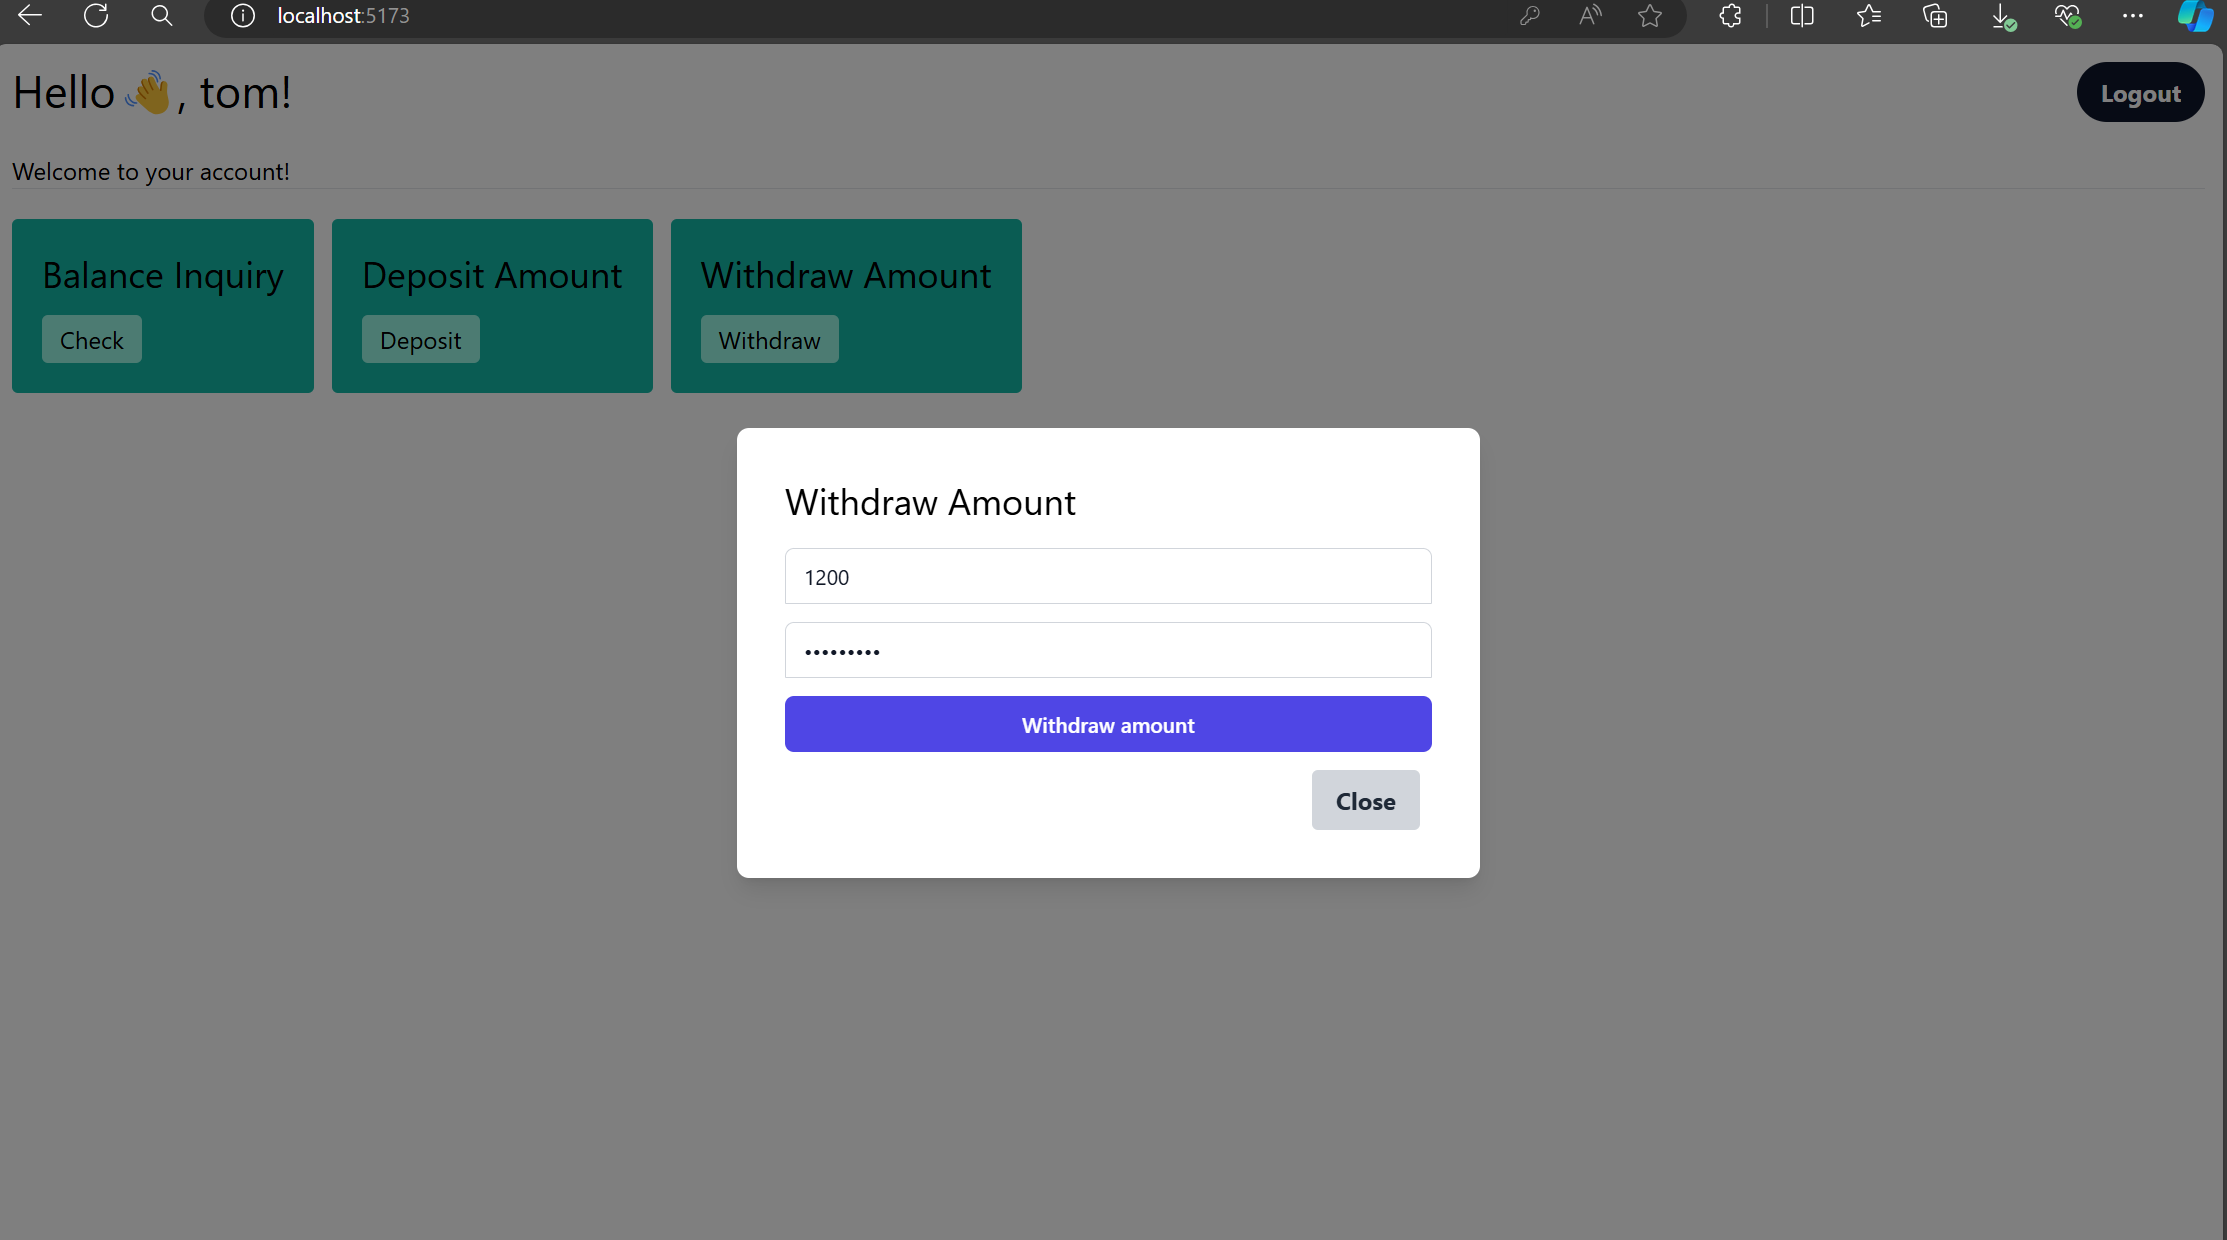 localhost:5173
Hello 👋, tom!
Logout
Welcome to your account!
Balance Inquiry
Check
Deposit Amount
Deposit
Withdraw Amount
Withdraw
Withdraw Amount
1200
•••••••••
Withdraw amount
Close